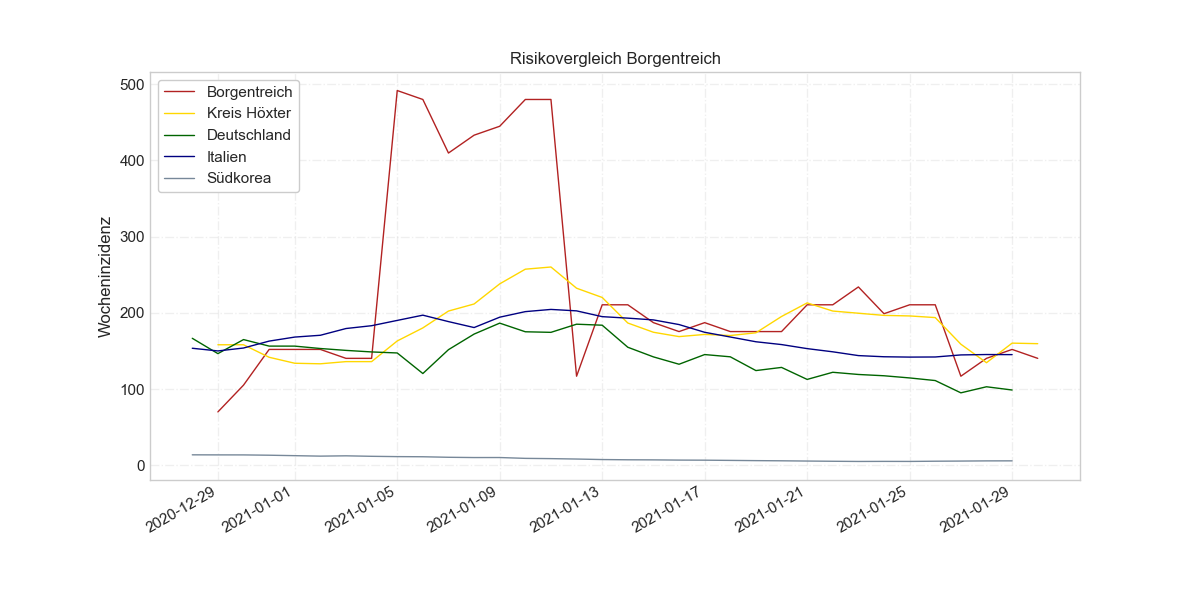 Risikovergleich Borgentreich
Borgentreich
Kreis Höxter
Deutschland
Italien
Südkorea
Wocheninzidenz
500
400
300
200
100
0
2020-12-29
2021-01-01
2021-01-05
2021-01-09
2021-01-13
2021-01-17
2021-01-21
2021-01-25
2021-01-29